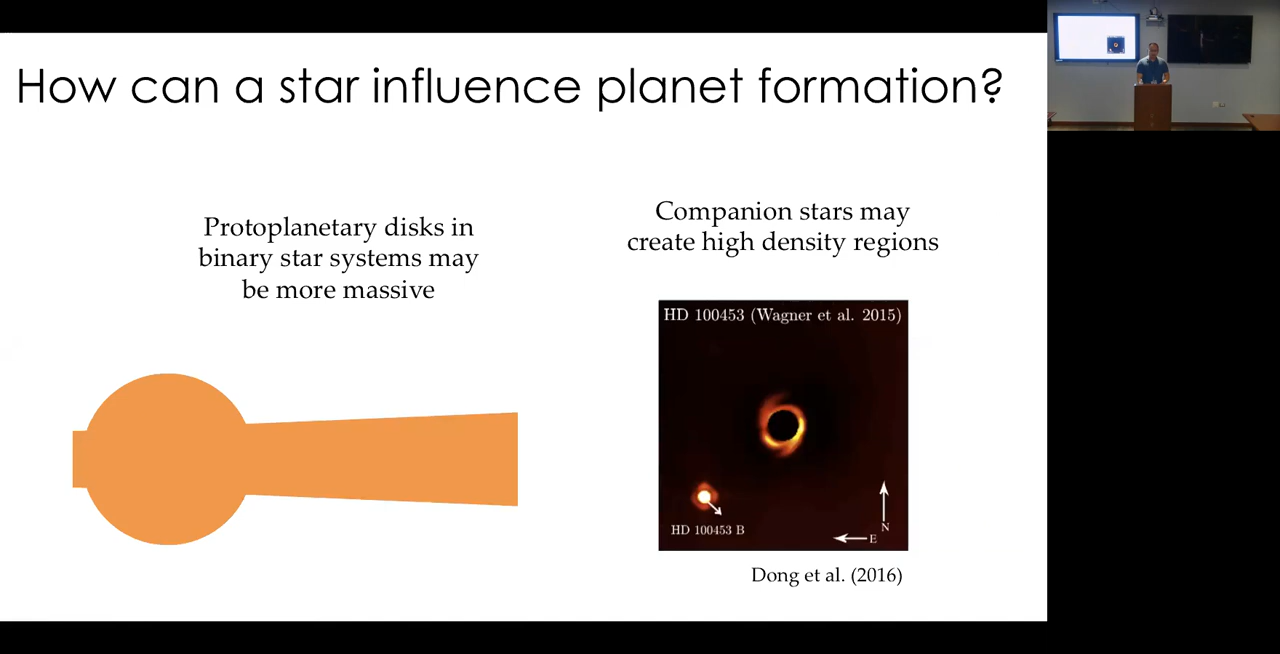 How can a star influence planet formation?
Protoplanetary disks in
binary star systems may
be more massive
Companion stars may
create high density regions
HD 100453 (Wagner et al. 2015)
HD 100453 B
N
E
Dong et al. (2016)